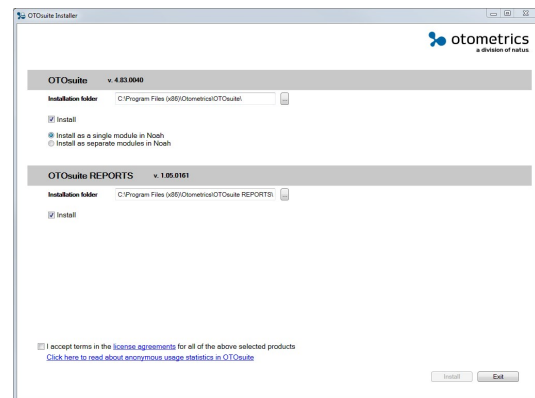 OTOsuite Installer
otometrics
a division of natus
OTOsuite v. 4.83.0040
Installation folder C:\Program Files (x86)\Otometrics\OTOsuite\ ...
Install
Install as a single module in Noah
Install as separate modules in Noah
OTOsuite REPORTS v. 1.05.0161
Installation folder C:\Program Files (x86)\Otometrics\OTOsuite REPORTS\ ...
Install
I accept terms in the license agreements for all of the above selected products
Click here to read about anonymous usage statistics in OTOsuite
Install Exit